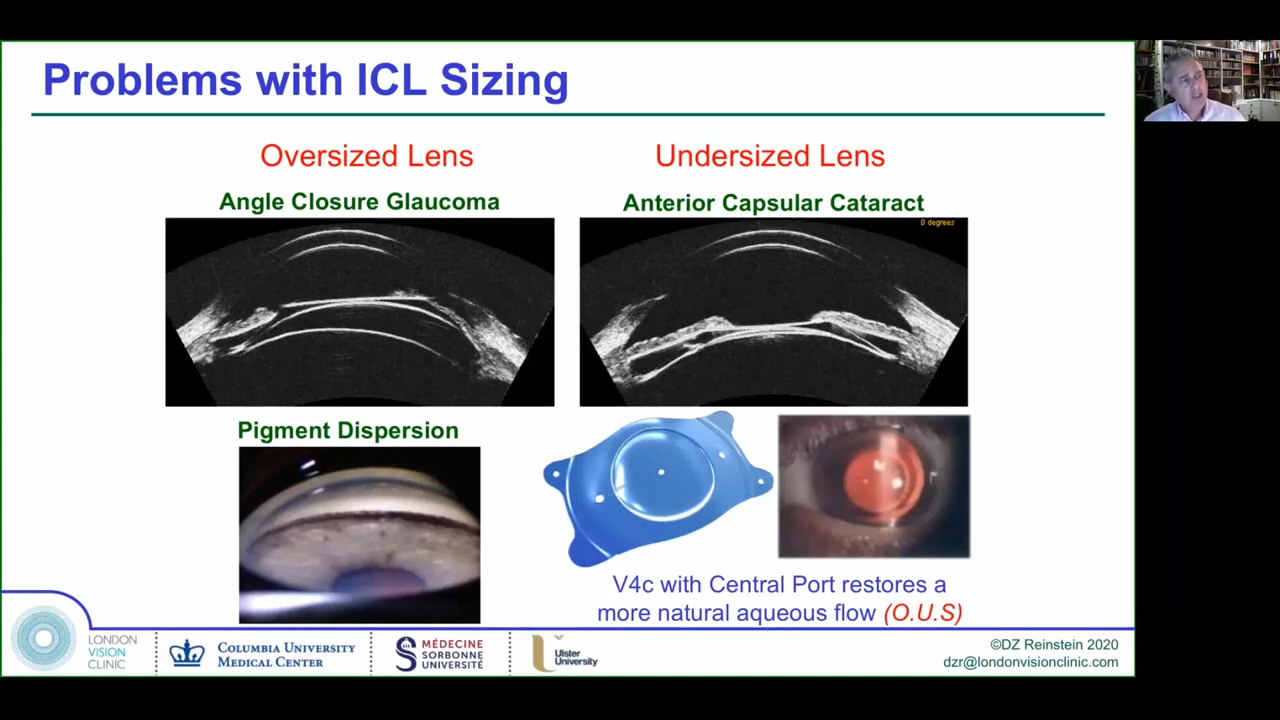 Problems with ICL Sizing
Oversized Lens
Angle Closure Glaucoma
Pigment Dispersion
Undersized Lens
Anterior Capsular Cataract
0 degrees
V4c with Central Port restores a
more natural aqueous flow (O.U.S)
LONDON
VISION
CLINIC
COLUMBIA UNIVERSITY
MEDICAL CENTER
MÉDECINE
SORBONNE
UNIVERSITÉ
Ulster
University
©DZ Reinstein 2020
dzr@londonvisionclinic.com